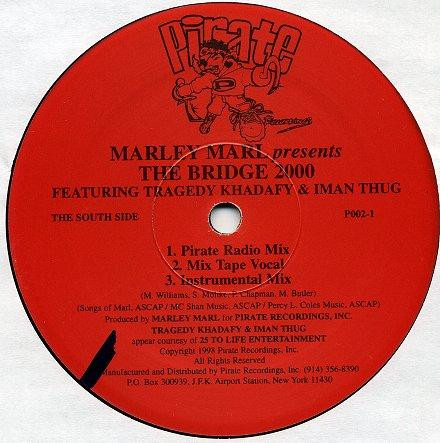 Pirate
Recordings
MARLEY MARL presents
THE BRIDGE 2000
FEATURING TRAGEDY KHADAFY & IMAN THUG
THE SOUTH SIDE
P002-1
1. Pirate Radio Mix
2. Mix Tape Vocal
3. Instrumental Mix
(M. Williams, S. Moltke, P. Chapman, M. Butler)
(Songs of Marl, ASCAP / MC Shan Music, ASCAP / Percy L. Coles Music, ASCAP)
Produced by MARLEY MARL for PIRATE RECORDINGS, INC.
TRAGEDY KHADAFY & IMAN THUG
appear courtesy of 25 TO LIFE ENTERTAINMENT
Copyright 1998 Pirate Recordings, Inc.
All Rights Reserved
Manufactured and Distributed by Pirate Recordings, Inc. (914) 356-8390
P.O. Box 300939, J.F.K. Airport Station, New York 11430